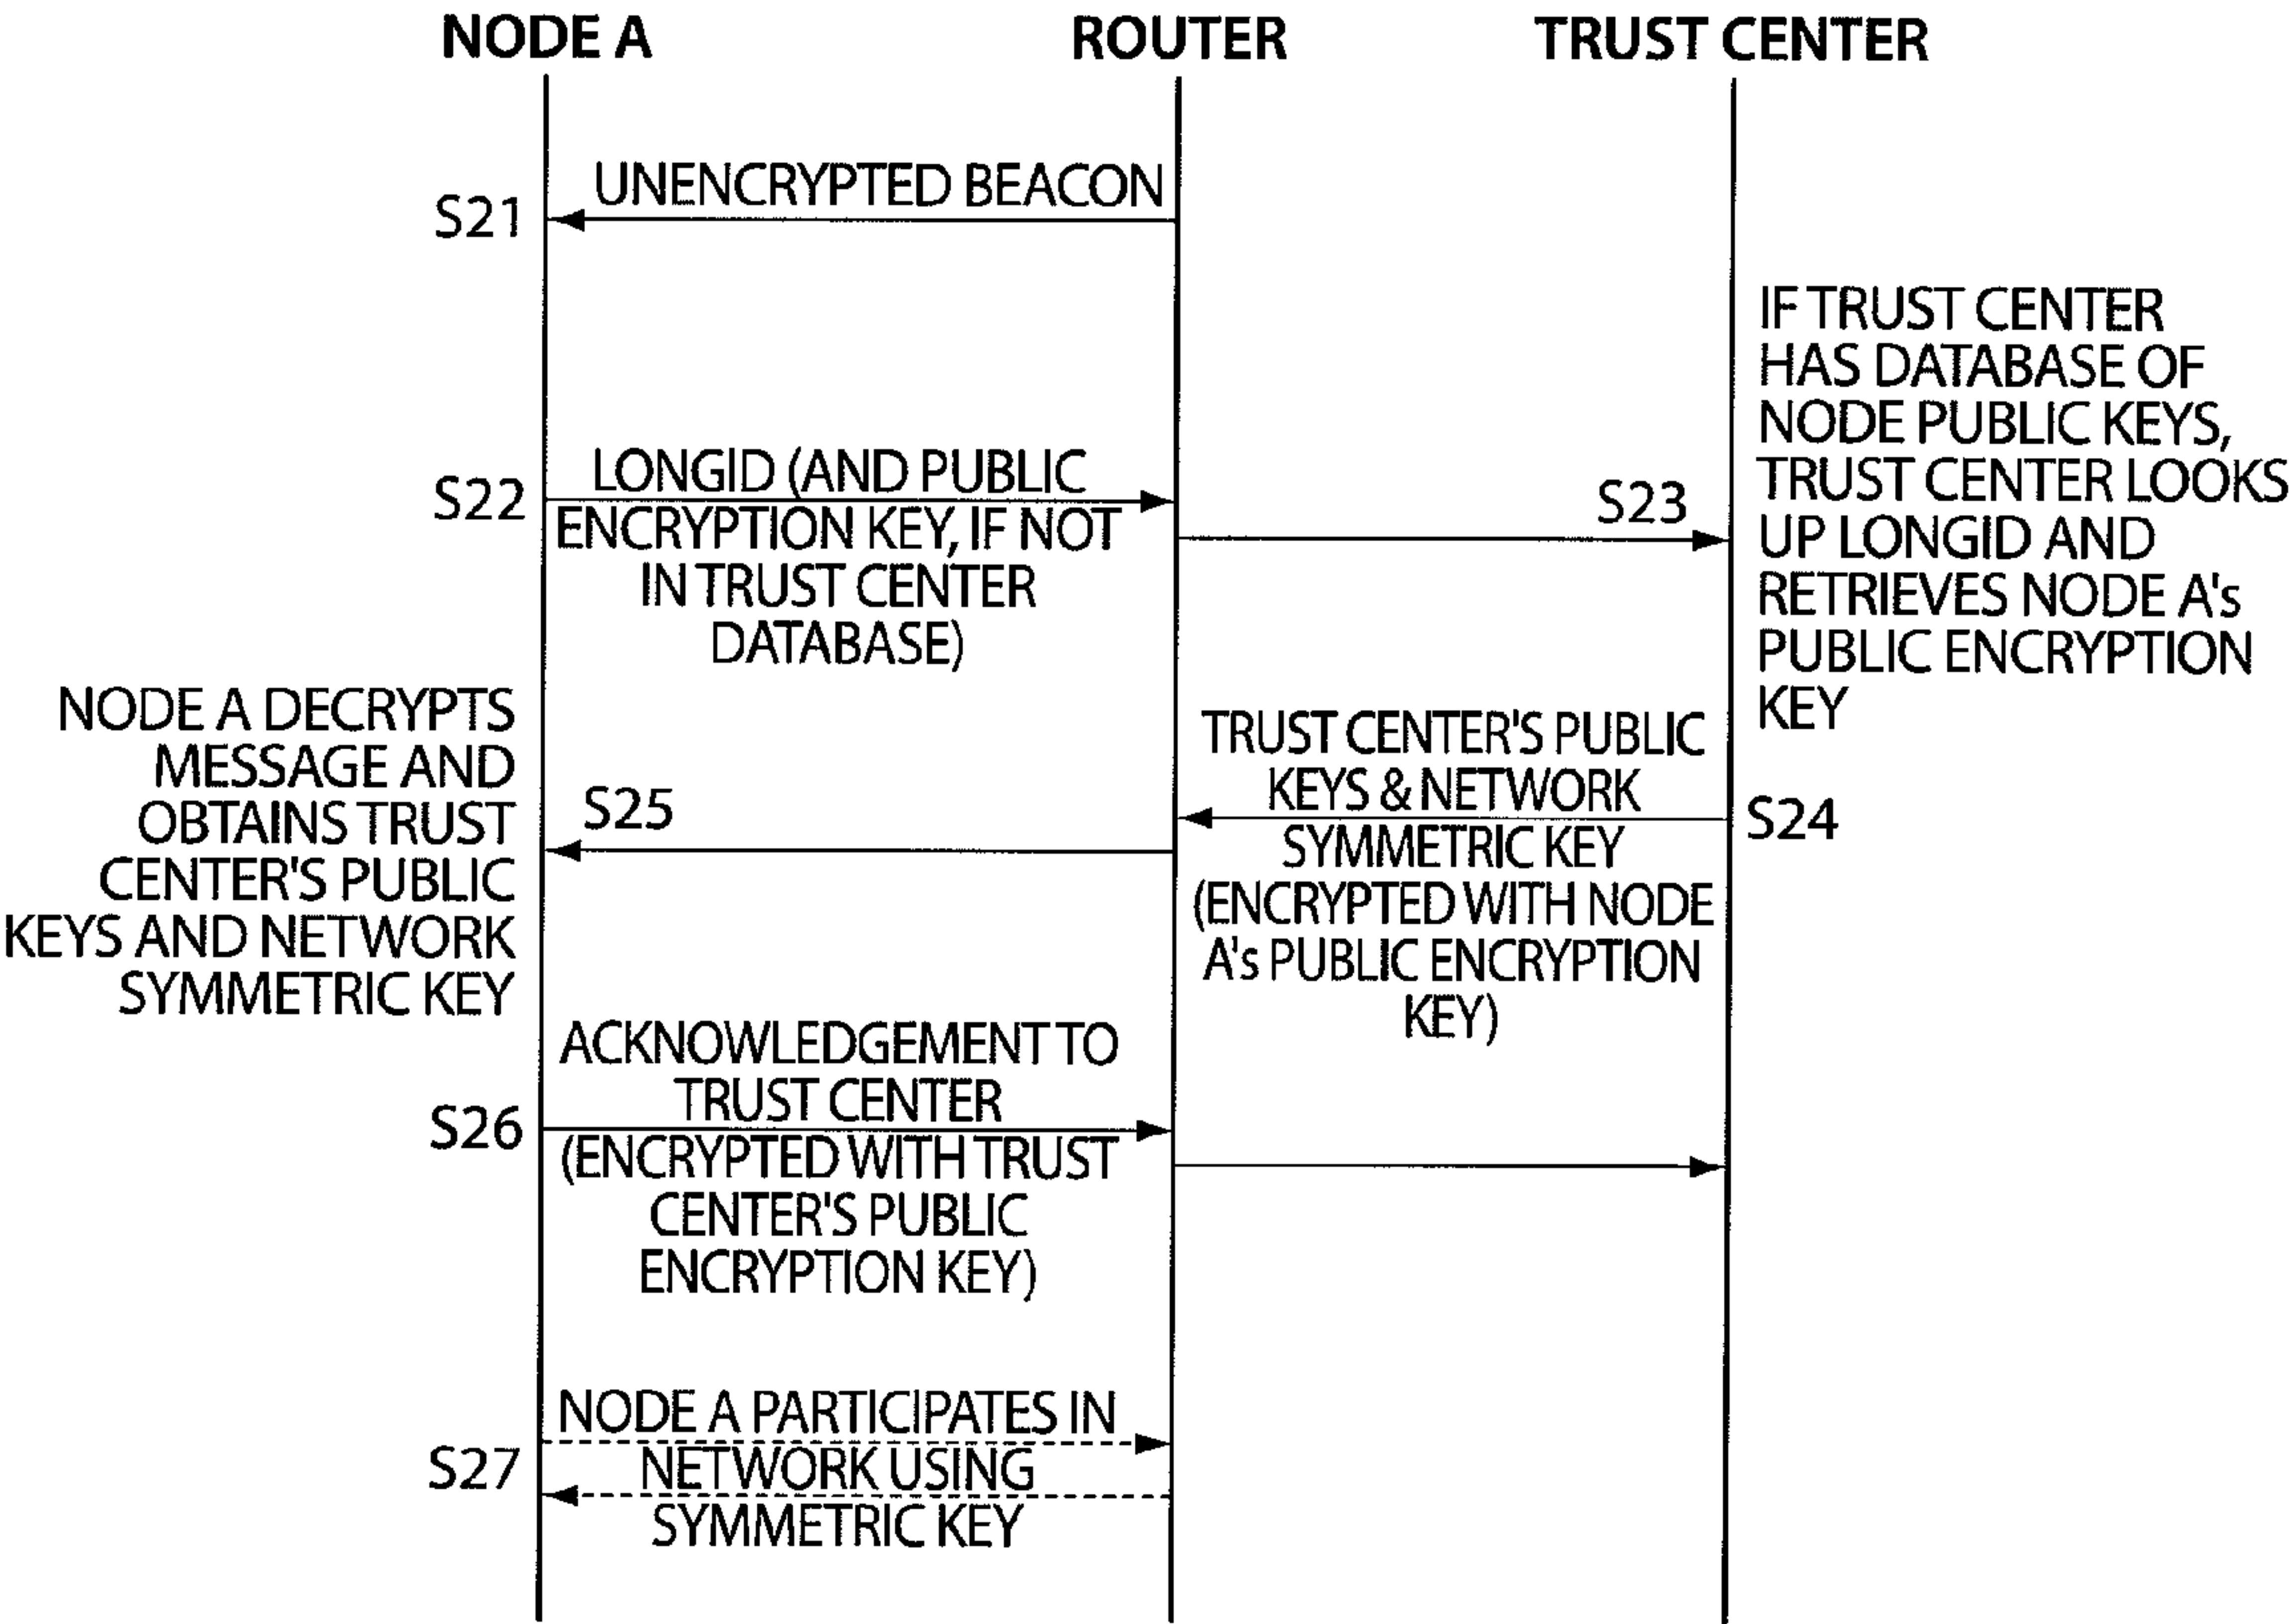 NODE A
ROUTER
TRUST CENTER
UNENCRYPTED BEACON
S21
IF TRUST CENTER
HAS DATABASE OF
NODE PUBLIC KEYS,
TRUST CENTER LOOKS
UP LONGID AND
RETRIEVES NODE A's
PUBLIC ENCRYPTION
KEY
LONGID (AND PUBLIC
ENCRYPTION KEY, IF NOT
IN TRUST CENTER
DATABASE)
S22
S23
NODE A DECRYPTS
MESSAGE AND
OBTAINS TRUST
CENTER'S PUBLIC
KEYS AND NETWORK
SYMMETRIC KEY
TRUST CENTER'S PUBLIC
KEYS & NETWORK
SYMMETRIC KEY
(ENCRYPTED WITH NODE
A's PUBLIC ENCRYPTION
KEY)
S24
S25
ACKNOWLEDGEMENT TO
TRUST CENTER
(ENCRYPTED WITH TRUST
CENTER'S PUBLIC
ENCRYPTION KEY)
S26
NODE A PARTICIPATES IN
NETWORK USING
SYMMETRIC KEY
S27